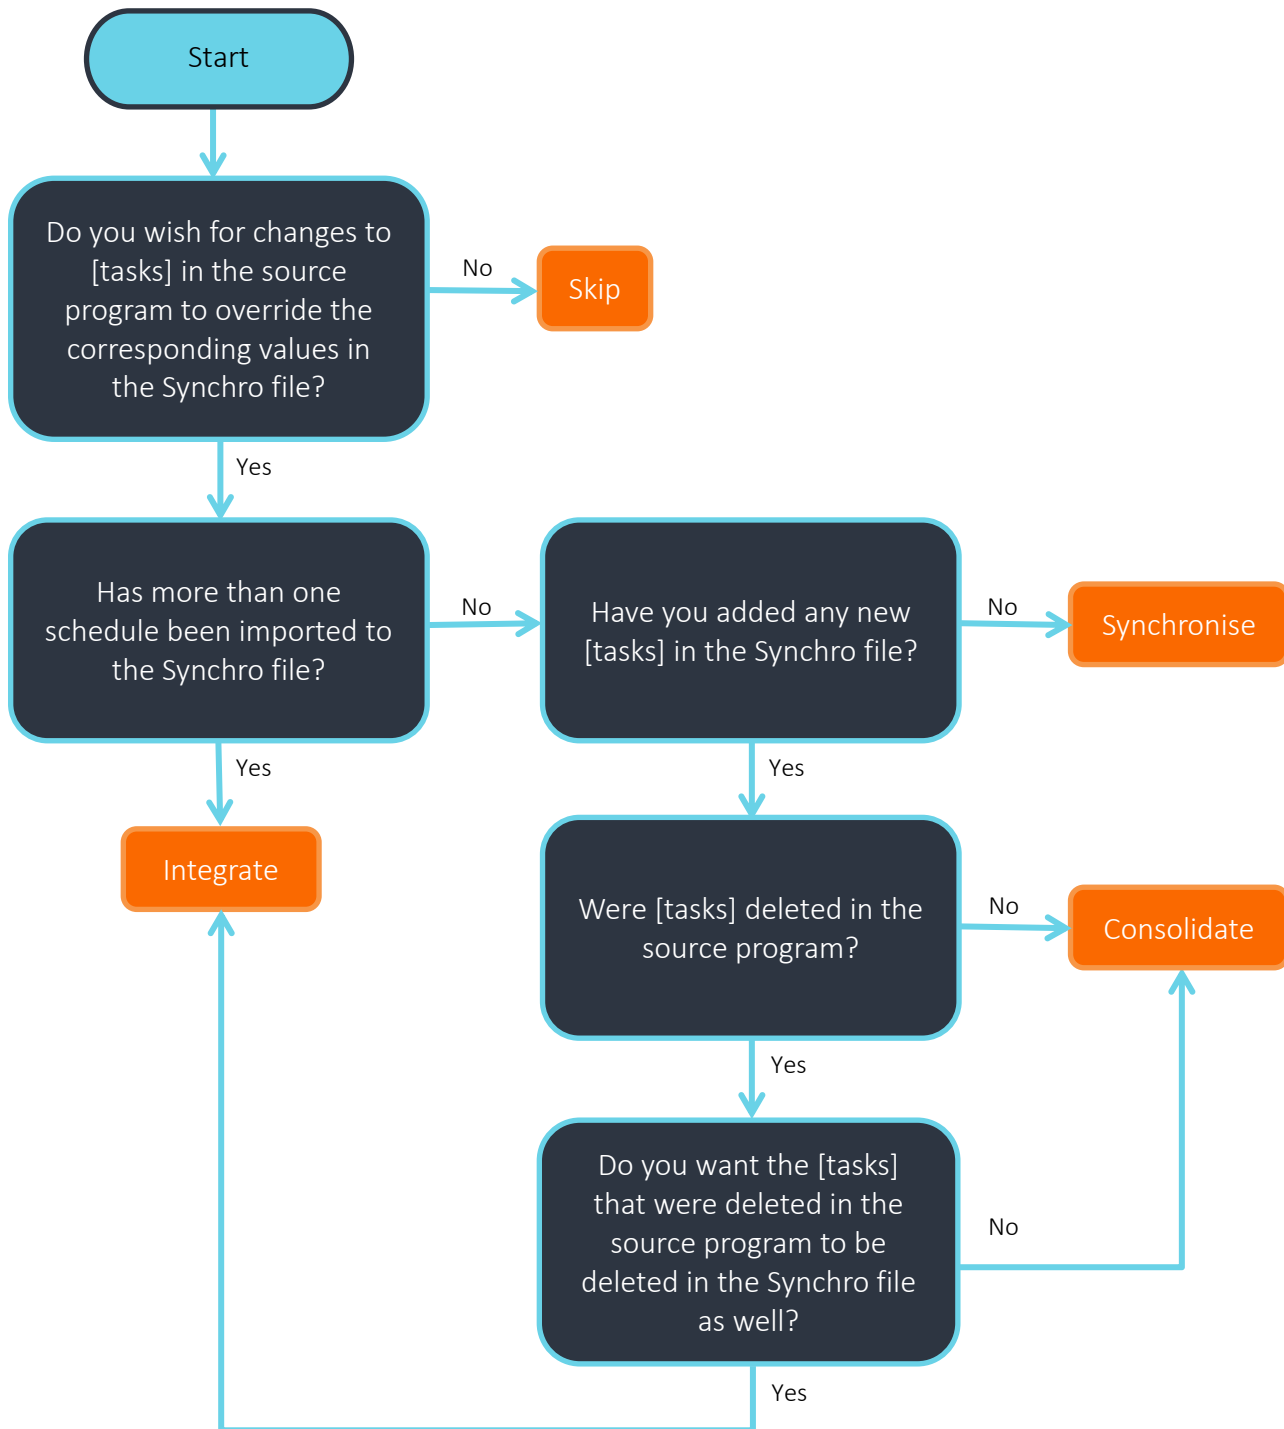 Start
Do you wish for changes to
[tasks] in the source
program to override the
corresponding values in
the Synchro file?
No
Skip
Yes
Has more than one
schedule been imported to
the Synchro file?
No
Have you added any new
[tasks] in the Synchro file?
No
Synchronise
Yes
Integrate
Yes
Were [tasks] deleted in the
source program?
No
Consolidate
Yes
Do you want the [tasks]
that were deleted in the
source program to be
deleted in the Synchro file
as well?
No
Yes